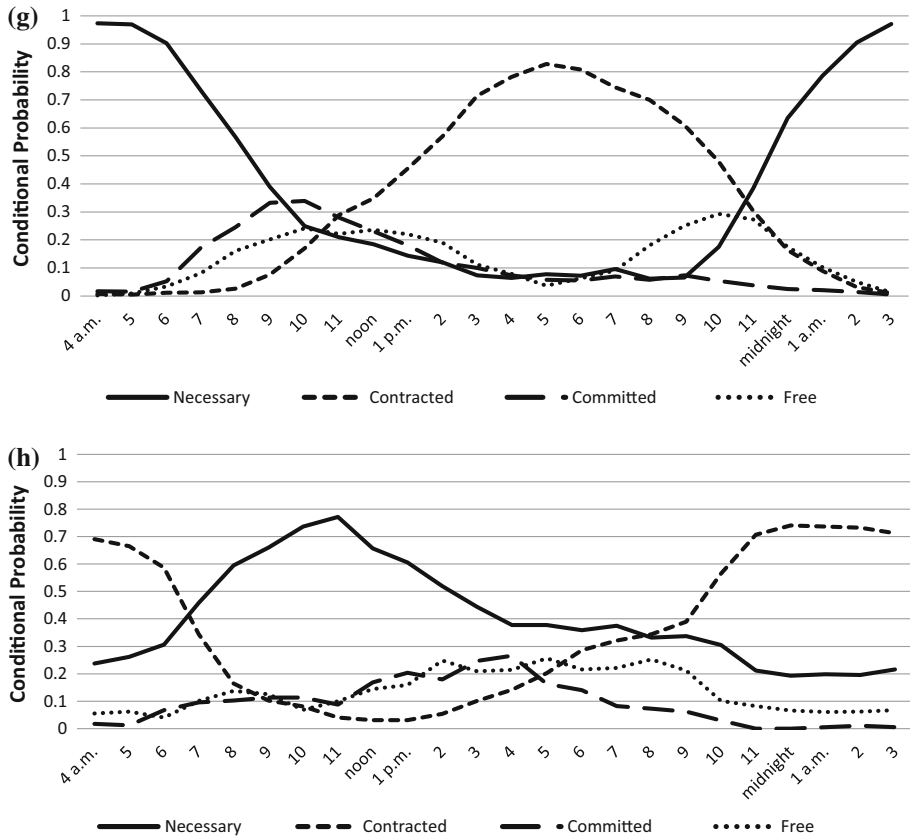 (g)
Conditional Probability
1
0.9
0.8
0.7
0.6
0.5
0.4
0.3
0.2
0.1
0
4 a.m. 5 6 7 8 9 10 11 noon 1 p.m. 2 3 4 5 6 7 8 9 10 11 midnight 1 a.m. 2 3
Necessary Contracted Committed Free
(h)
Conditional Probability
1
0.9
0.8
0.7
0.6
0.5
0.4
0.3
0.2
0.1
0
4 a.m. 5 6 7 8 9 10 11 noon 1 p.m. 2 3 4 5 6 7 8 9 10 11 midnight 1 a.m. 2 3
Necessary Contracted Committed Free